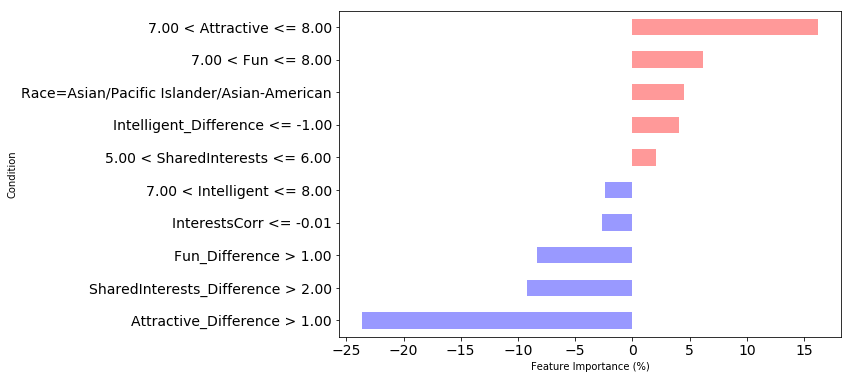 7.00 < Attractive <= 8.00
7.00 < Fun <= 8.00
Race=Asian/Pacific Islander/Asian-American
Intelligent_Difference <= -1.00
5.00 < SharedInterests <= 6.00
7.00 < Intelligent <= 8.00
InterestsCorr <= -0.01
Fun_Difference > 1.00
SharedInterests_Difference > 2.00
Attractive_Difference > 1.00
Condition
−25 −20 −15 −10 −5 0 5 10 15
Feature Importance (%)